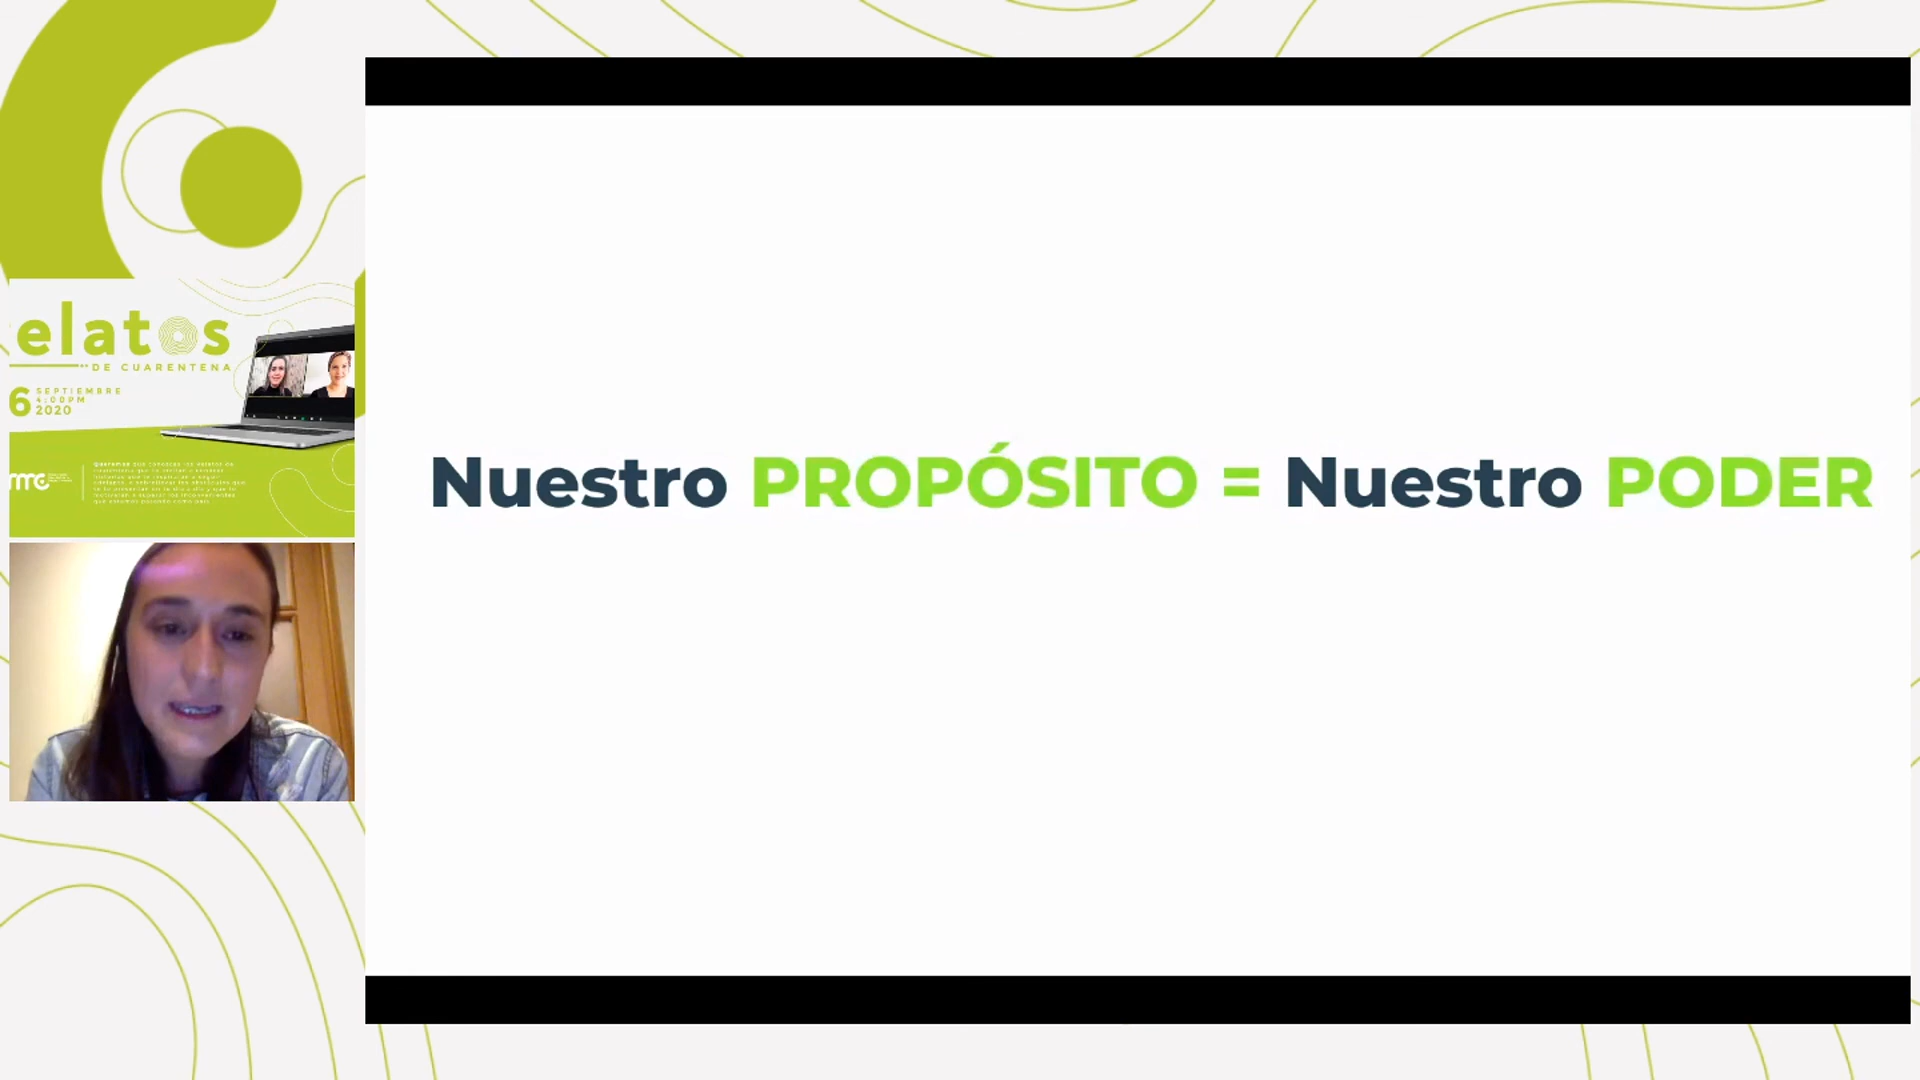 elatos
DE CUARENTENA
6 SEPTIEMBRE
4:00PM
2020
Nuestro PROPÓSITO = Nuestro PODER